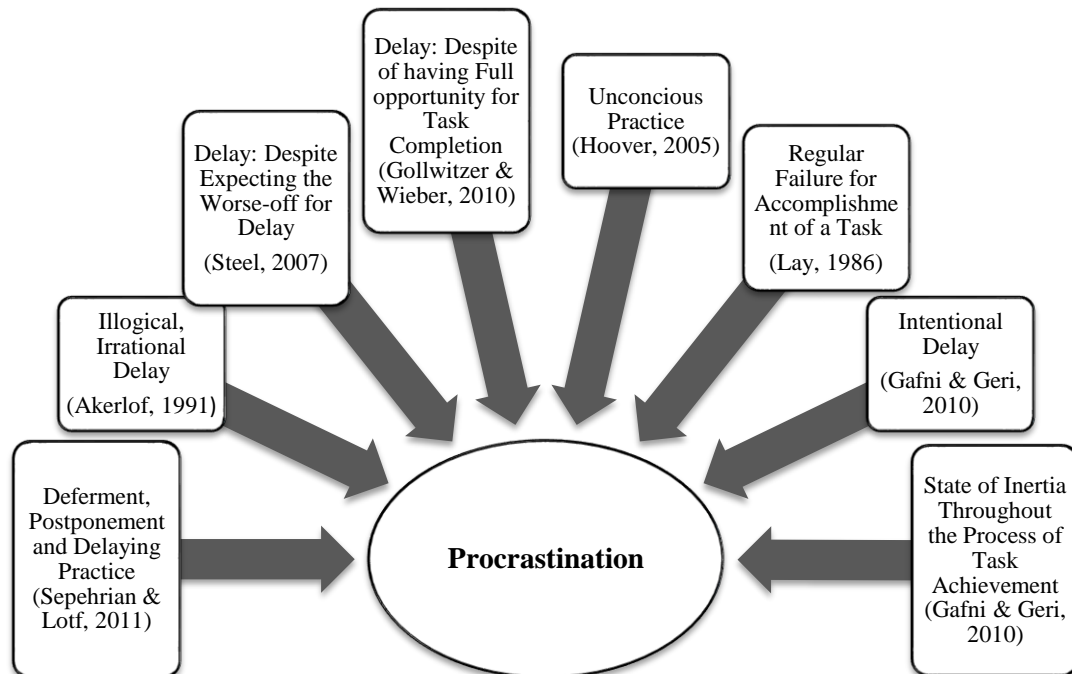 Deferment,
Postponement
and Delaying
Practice
(Sepehrian &
Lotf, 2011)
Illogical,
Irrational
Delay
(Akerlof, 1991)
Delay: Despite
Expecting the
Worse-off for
Delay
(Steel, 2007)
Delay: Despite
of having Full
opportunity for
Task
Completion
(Gollwitzer &
Wieber, 2010)
Unconcious
Practice
(Hoover, 2005)
Regular
Failure for
Accomplishme
nt of a Task
(Lay, 1986)
Intentional
Delay
(Gafni & Geri,
2010)
State of Inertia
Throughout
the Process of
Task
Achievement
(Gafni & Geri,
2010)
Procrastination